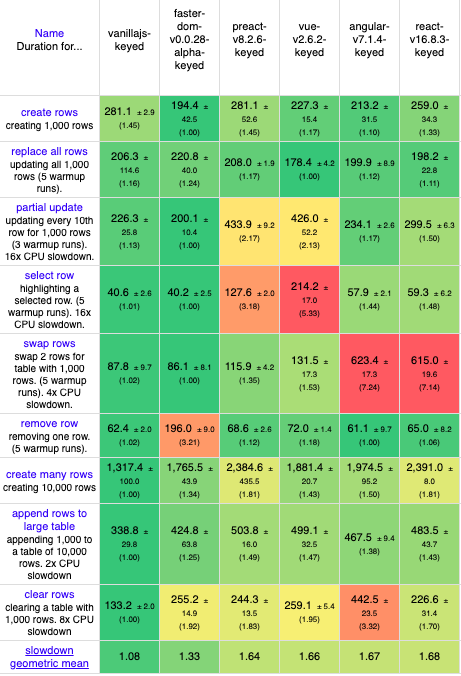 Name
Duration for...
vanillajs-
keyed
faster-
dom-
v0.0.28-
alpha-
keyed
preact-
v8.2.6-
keyed
vue-
v2.6.2-
keyed
angular-
v7.1.4-
keyed
react-
v16.8.3-
keyed
create rows
creating 1,000 rows
281.1 ± 2.9
(1.45)
194.4 ±
42.5
(1.00)
281.1 ±
52.6
(1.45)
227.3 ±
15.4
(1.17)
213.2 ±
31.5
(1.10)
259.0 ±
34.3
(1.33)
replace all rows
updating all 1,000
rows (5 warmup
runs).
206.3 ±
114.6
(1.16)
220.8 ±
40.0
(1.24)
208.0 ± 1.9
(1.17)
178.4 ± 4.2
(1.00)
199.9 ± 8.9
(1.12)
198.2 ±
22.8
(1.11)
partial update
updating every 10th
row for 1,000 rows
(3 warmup runs).
16x CPU slowdown.
226.3 ±
25.8
(1.13)
200.1 ±
10.4
(1.00)
433.9 ± 9.2
(2.17)
426.0 ±
52.2
(2.13)
234.1 ± 2.6
(1.17)
299.5 ± 6.3
(1.50)
select row
highlighting a
selected row. (5
warmup runs). 16x
CPU slowdown.
40.6 ± 2.6
(1.01)
40.2 ± 2.5
(1.00)
127.6 ± 2.0
(3.18)
214.2 ±
17.0
(5.33)
57.9 ± 2.1
(1.44)
59.3 ± 6.2
(1.48)
swap rows
swap 2 rows for
table with 1,000
rows. (5 warmup
runs). 4x CPU
slowdown.
87.8 ± 9.7
(1.02)
86.1 ± 8.1
(1.00)
115.9 ± 4.2
(1.35)
131.5 ±
17.3
(1.53)
623.4 ±
17.3
(7.24)
615.0 ±
19.6
(7.14)
remove row
removing one row.
(5 warmup runs).
62.4 ± 2.0
(1.02)
196.0 ± 9.0
(3.21)
68.6 ± 2.6
(1.12)
72.0 ± 1.4
(1.18)
61.1 ± 9.7
(1.00)
65.0 ± 8.2
(1.06)
create many rows
creating 10,000 rows
1,317.4 ±
100.0
(1.00)
1,765.5 ±
43.9
(1.34)
2,384.6 ±
435.5
(1.81)
1,881.4 ±
20.7
(1.43)
1,974.5 ±
95.2
(1.50)
2,391.0 ±
8.0
(1.81)
append rows to
large table
appending 1,000 to
a table of 10,000
rows. 2x CPU
slowdown
338.8 ±
29.8
(1.00)
424.8 ±
63.8
(1.25)
503.8 ±
16.0
(1.49)
499.1 ±
32.5
(1.47)
467.5 ± 9.4
(1.38)
483.5 ±
43.7
(1.43)
clear rows
clearing a table with
1,000 rows. 8x CPU
slowdown
133.2 ± 2.0
(1.00)
255.2 ±
14.9
(1.92)
244.3 ±
13.5
(1.83)
259.1 ± 5.4
(1.95)
442.5 ±
23.5
(3.32)
226.6 ±
31.4
(1.70)
slowdown
geometric mean
1.08
1.33
1.64
1.66
1.67
1.68